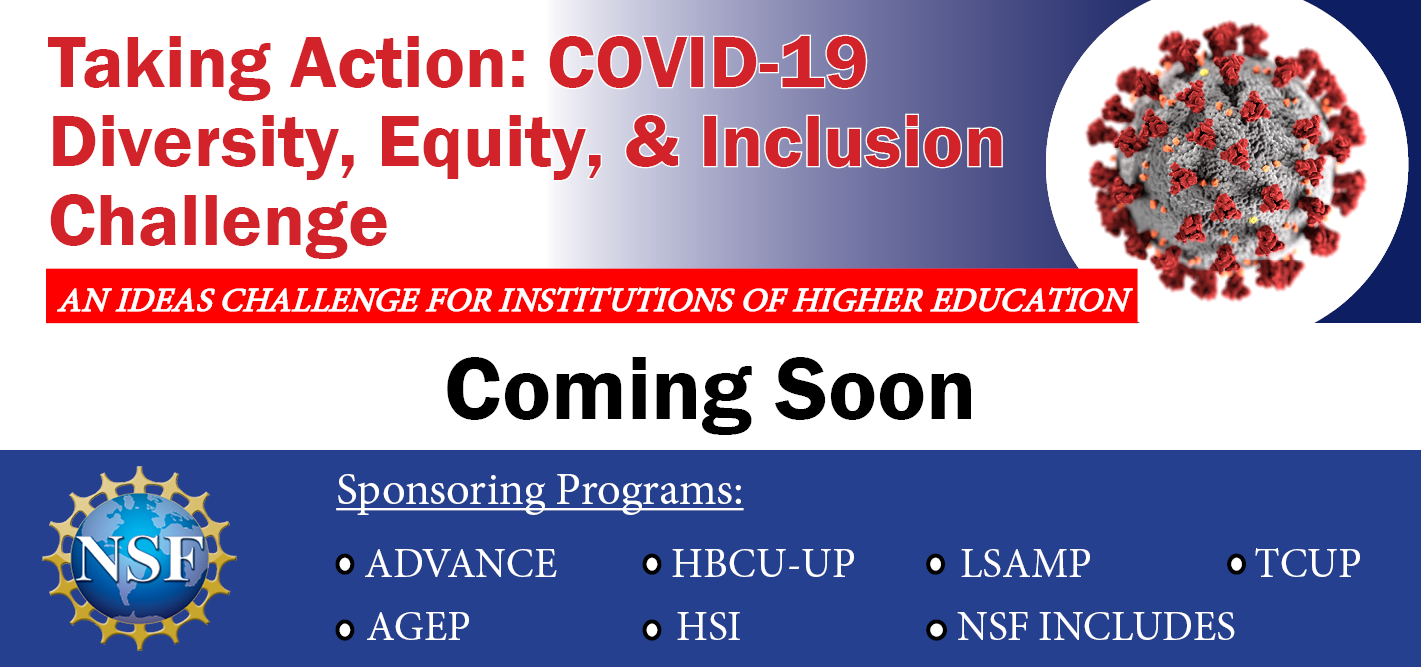 Taking Action: COVID-19
Diversity, Equity, & Inclusion
Challenge
AN IDEAS CHALLENGE FOR INSTITUTIONS OF HIGHER EDUCATION
Coming Soon
NSF
Sponsoring Programs:
• ADVANCE • HBCU-UP • LSAMP • TCUP
• AGEP • HSI • NSF INCLUDES